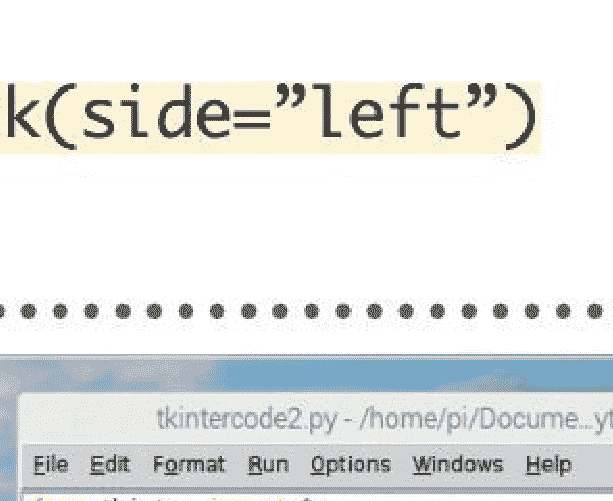 k(side=”left”)
tkintercode2.py - /home/pi/Docume...yt
File Edit Format Run Options Windows Help